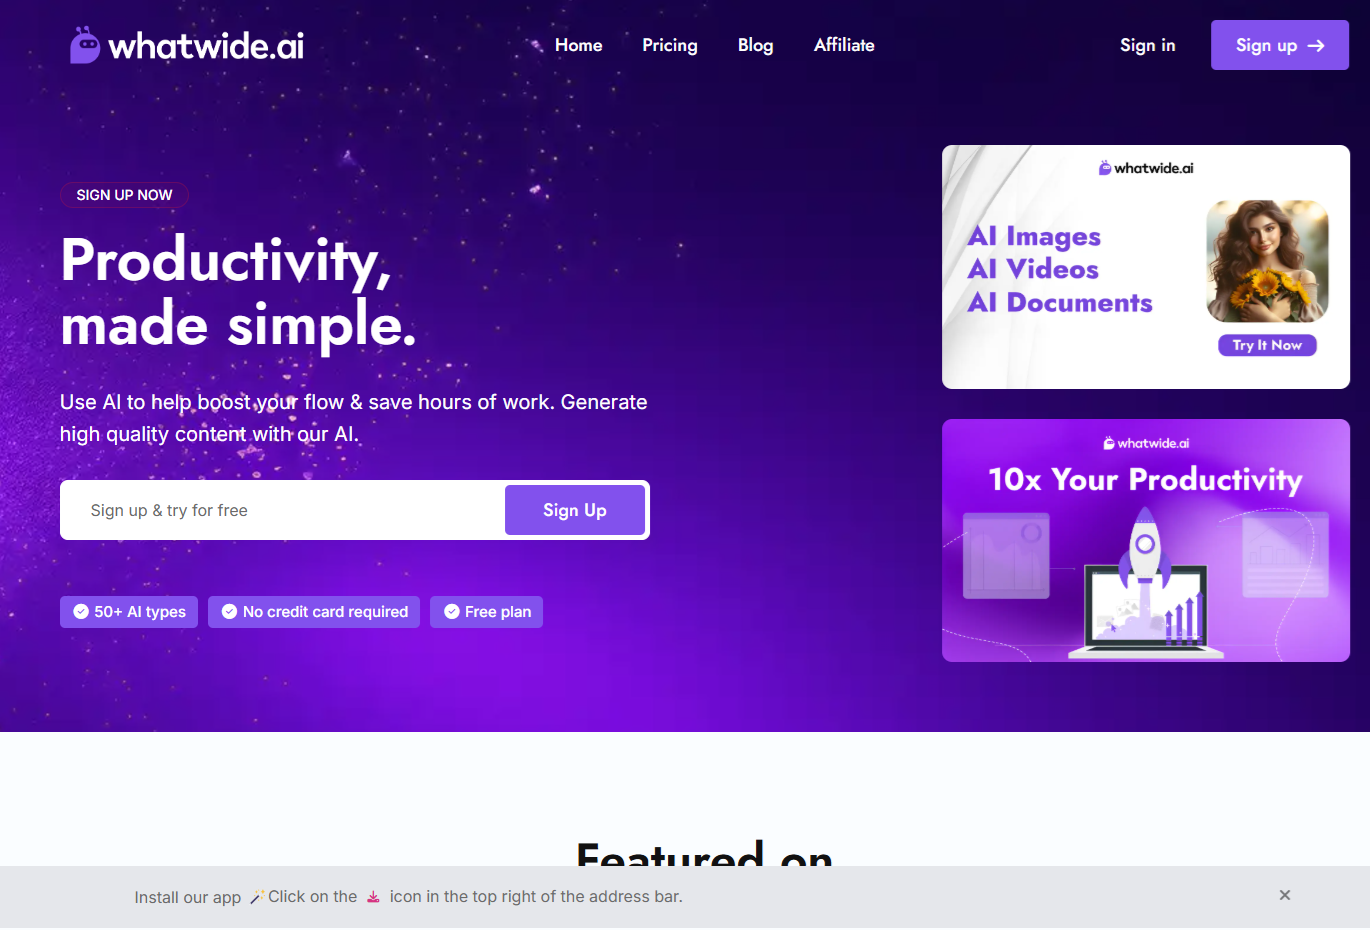 whatwide.ai
Home
Pricing
Blog
Affiliate
Sign in
Sign up
SIGN UP NOW
Productivity,
made simple.
Use AI to help boost your flow & save hours of work. Generate
high quality content with our AI.
Sign up & try for free
Sign Up
50+ AI types
No credit card required
Free plan
whatwide.ai
AI Images
AI Videos
AI Documents
Try It Now
whatwide.ai
10x Your Productivity
Featured on
Install our app 🪄Click on the icon in the top right of the address bar.